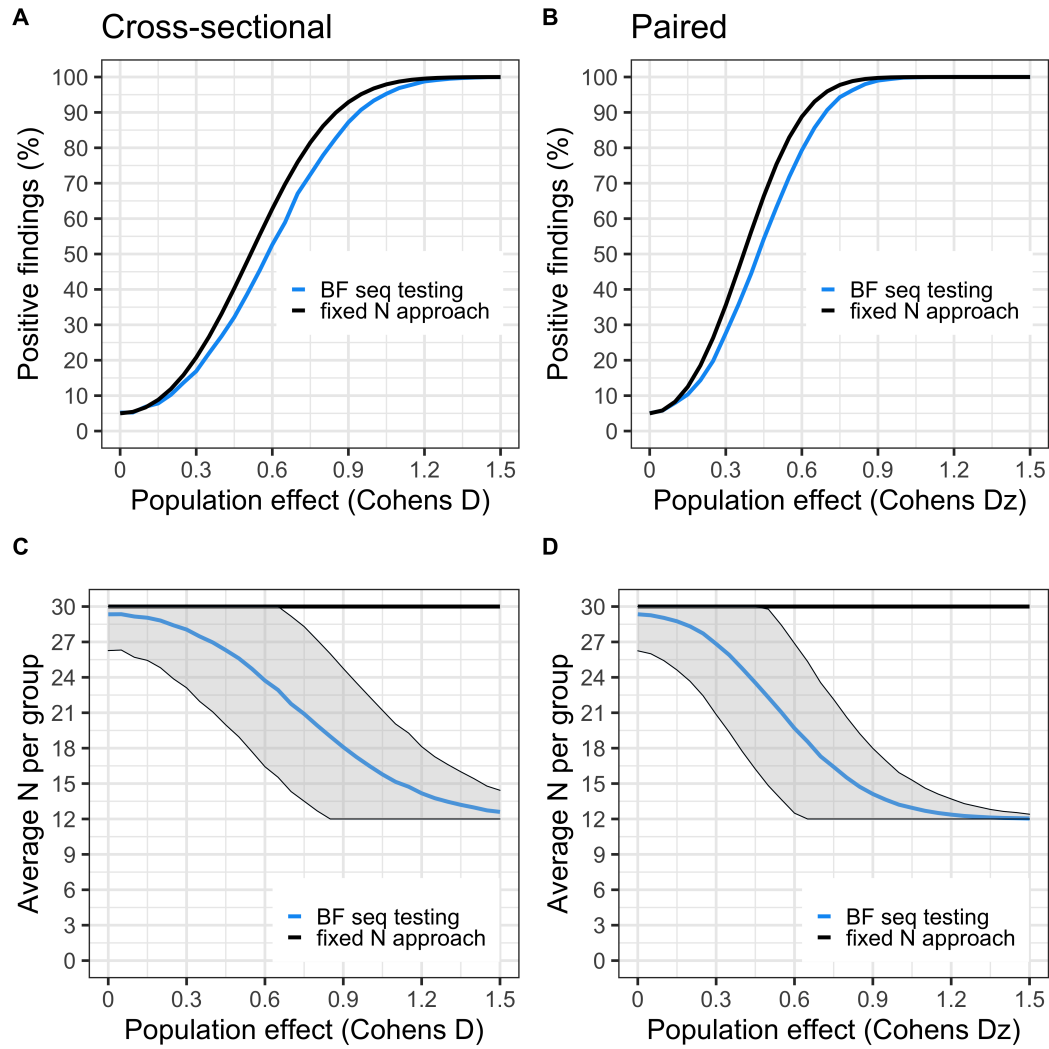 A
Cross-sectional
Positive findings (%)
100
90
80
70
60
50
40
30
20
10
0
BF seq testing
fixed N approach
0 0.3 0.6 0.9 1.2 1.5
Population effect (Cohens D)
B
Paired
Positive findings (%)
100
90
80
70
60
50
40
30
20
10
0
BF seq testing
fixed N approach
0 0.3 0.6 0.9 1.2 1.5
Population effect (Cohens Dz)
C
Average N per group
30
27
24
21
18
15
12
9
6
3
0
BF seq testing
fixed N approach
0 0.3 0.6 0.9 1.2 1.5
Population effect (Cohens D)
D
Average N per group
30
27
24
21
18
15
12
9
6
3
0
BF seq testing
fixed N approach
0 0.3 0.6 0.9 1.2 1.5
Population effect (Cohens Dz)